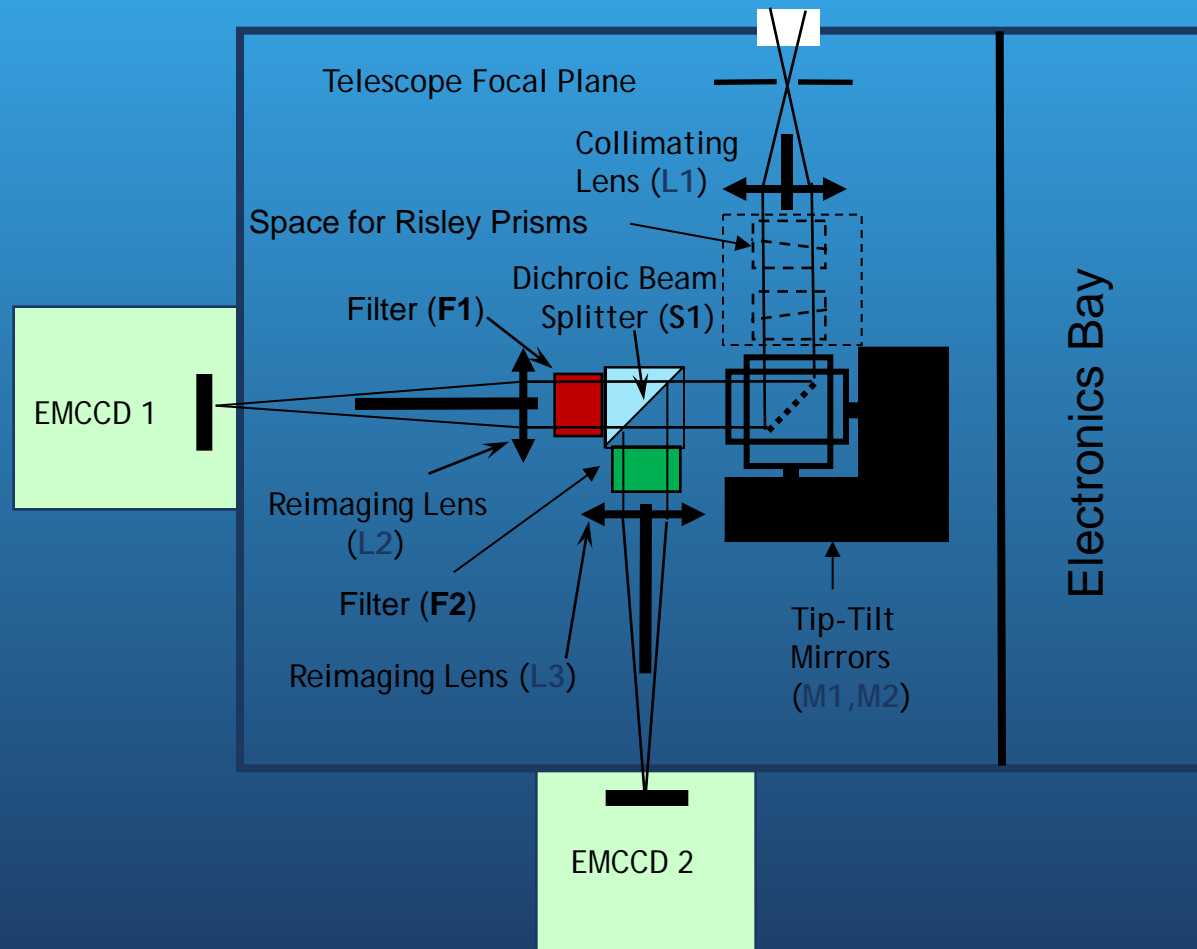 Telescope Focal Plane
Collimating
Lens (L1)
Space for Risley Prisms
Dichroic Beam
Splitter (S1)
Filter (F1)
EMCCD 1
Reimaging Lens
(L2)
Filter (F2)
Reimaging Lens (L3)
Tip-Tilt
Mirrors
(M1,M2)
EMCCD 2
Electronics Bay